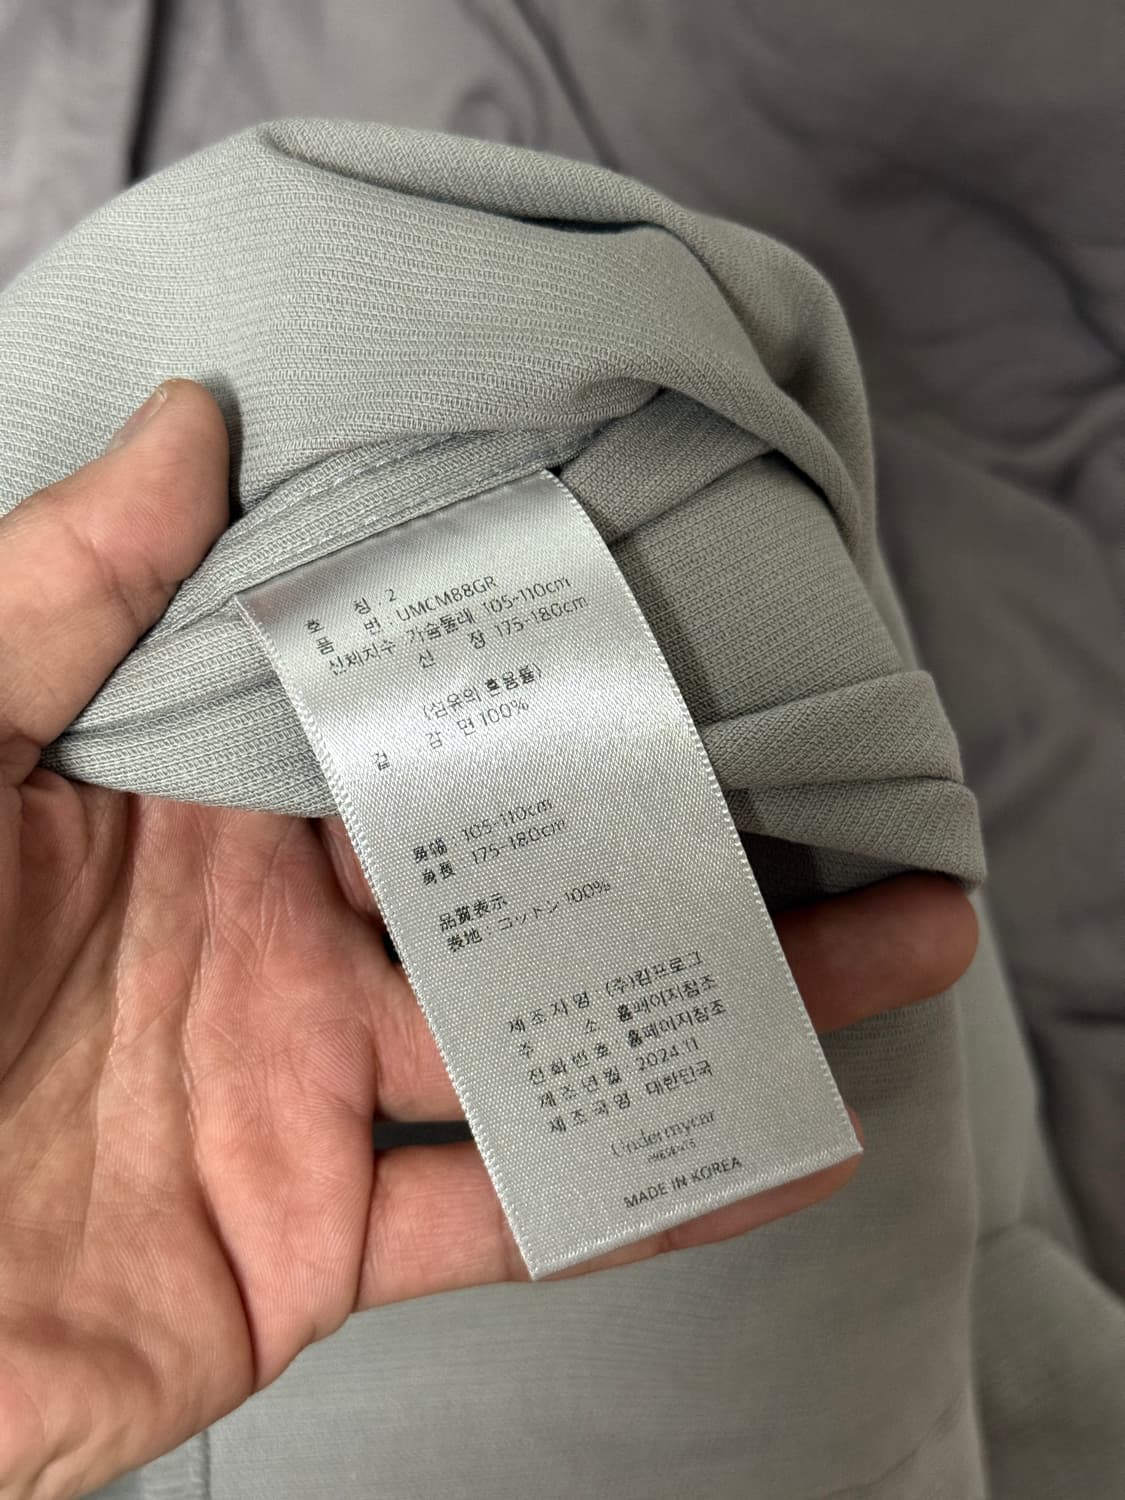 호 칭 . 2
품 번 UMCM88GR
신체치수 가슴둘레 105-110cm
신 장 175-180cm
(섬유의 혼용률)
겉 감 면 100%
胸囲 : 105-110cm
身長 175-180cm
品質表示
表地 : コットン 100%
제조자명 (주)캄프로그
주 소 홈페이지참조
전화번호 홈페이지참조
제조년월 2024.11
제조국명 대한민국
Undermycar
PRESENTS
MADE IN KOREA